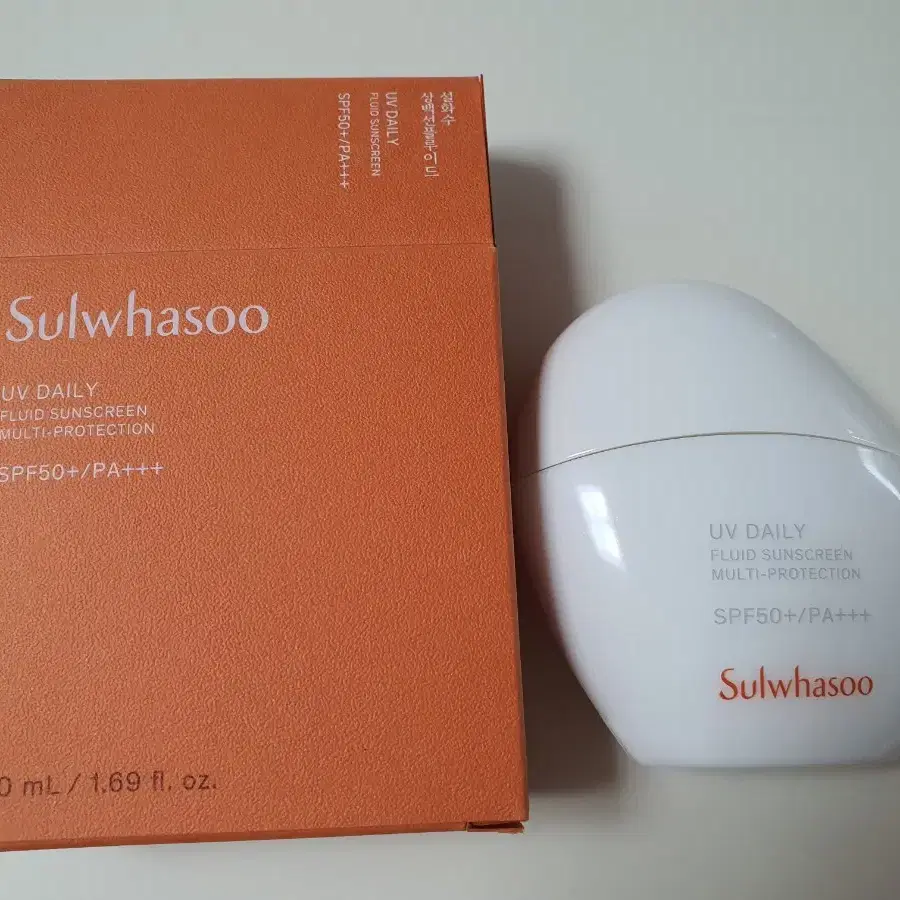 설화수
상백선플루이드
UV DAILY
FLUID SUNSCREEN
SPF50+/PA+++
Sulwhasoo
UV DAILY
FLUID SUNSCREEN
MULTI-PROTECTION
SPF50+/PA+++
0 mL / 1.69 fl. oz.
UV DAILY
FLUID SUNSCREEN
MULTI-PROTECTION
SPF50+/PA+++
Sulwhasoo